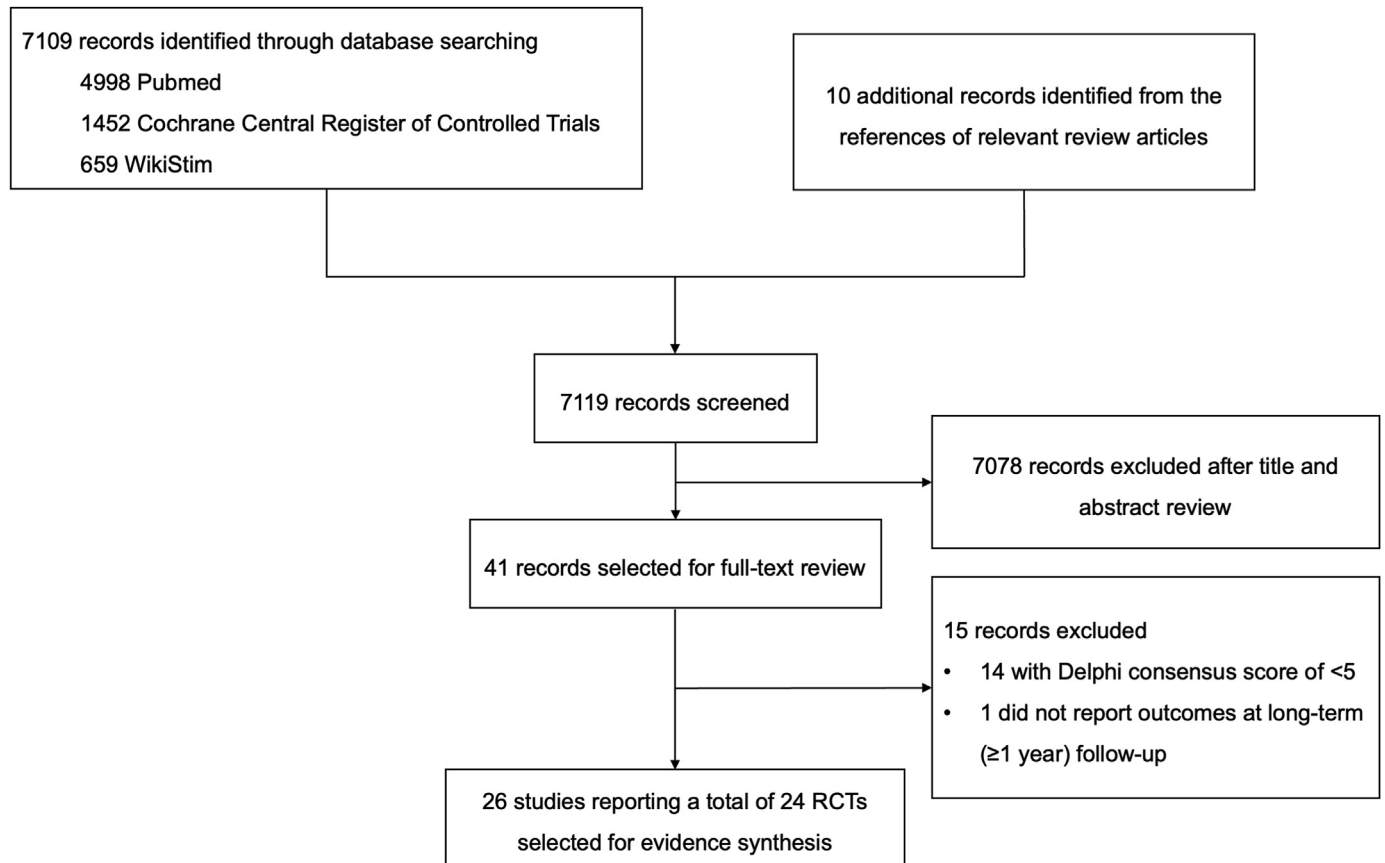 7109 records identified through database searching
4998 Pubmed
1452 Cochrane Central Register of Controlled Trials
659 WikiStim
10 additional records identified from the
references of relevant review articles
7119 records screened
7078 records excluded after title and
abstract review
41 records selected for full-text review
15 records excluded
• 14 with Delphi consensus score of <5
• 1 did not report outcomes at long-term
(≥1 year) follow-up
26 studies reporting a total of 24 RCTs
selected for evidence synthesis